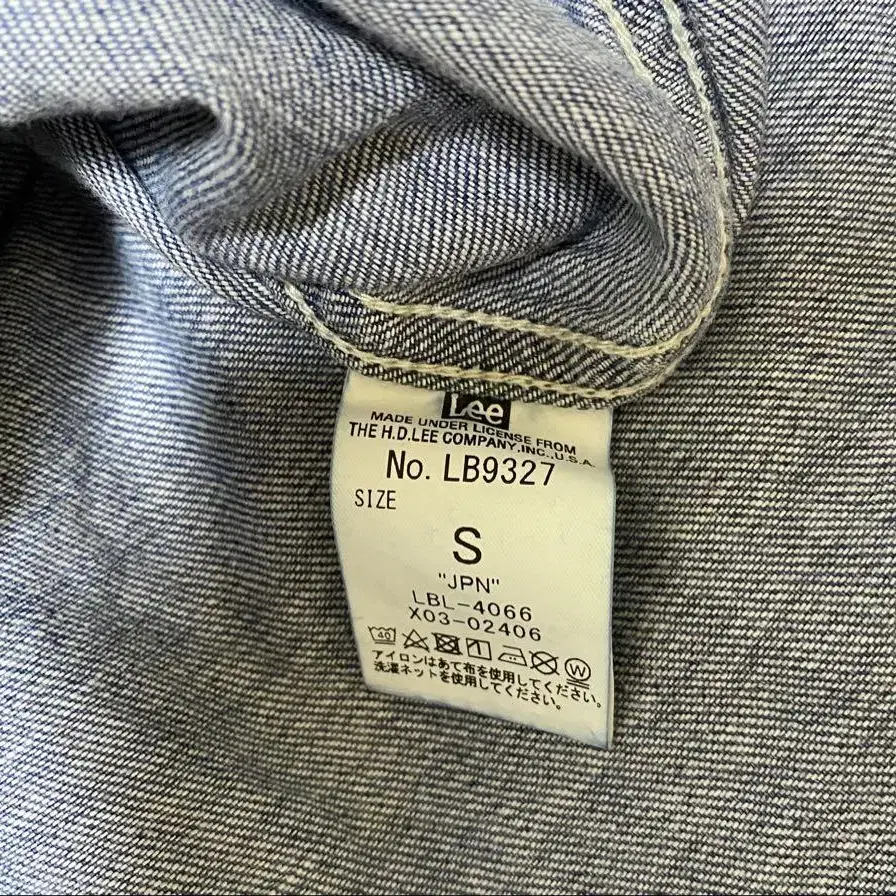 Lee
MADE UNDER LICENSE FROM
THE H.D.LEE COMPANY,INC.,U.S.A.
No. LB9327
SIZE
S
"JPN"
LBL-4066
X03-02406
40
W
アイロンはあて布を使用してください。
洗濯ネットを使用してください。